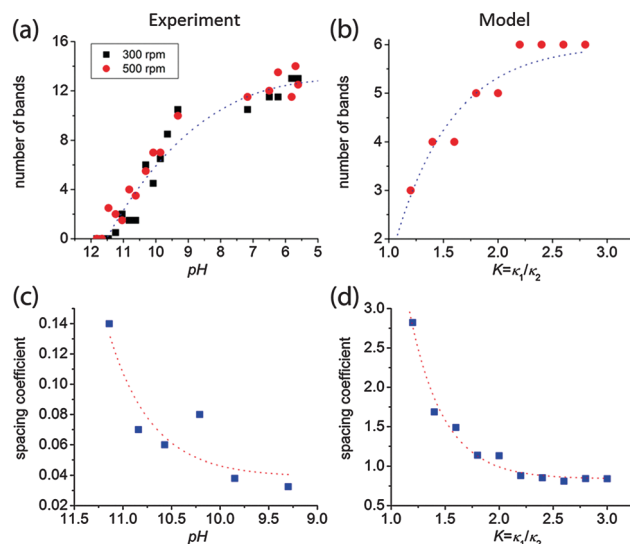 Experiment
Model
(a)
300 rpm
500 rpm
number of bands
16
12
8
4
0
12 11 10 9 8 7 6 5
pH
(b)
number of bands
6
5
4
3
2
1.0 1.5 2.0 2.5 3.0
K=κ₁/κ₂
(c)
spacing coefficient
0.14
0.12
0.10
0.08
0.06
0.04
0.02
11.5 11.0 10.5 10.0 9.5 9.0
pH
(d)
spacing coefficient
3.0
2.5
2.0
1.5
1.0
0.5
1.0 1.5 2.0 2.5 3.0
K=κ₁/κ₂